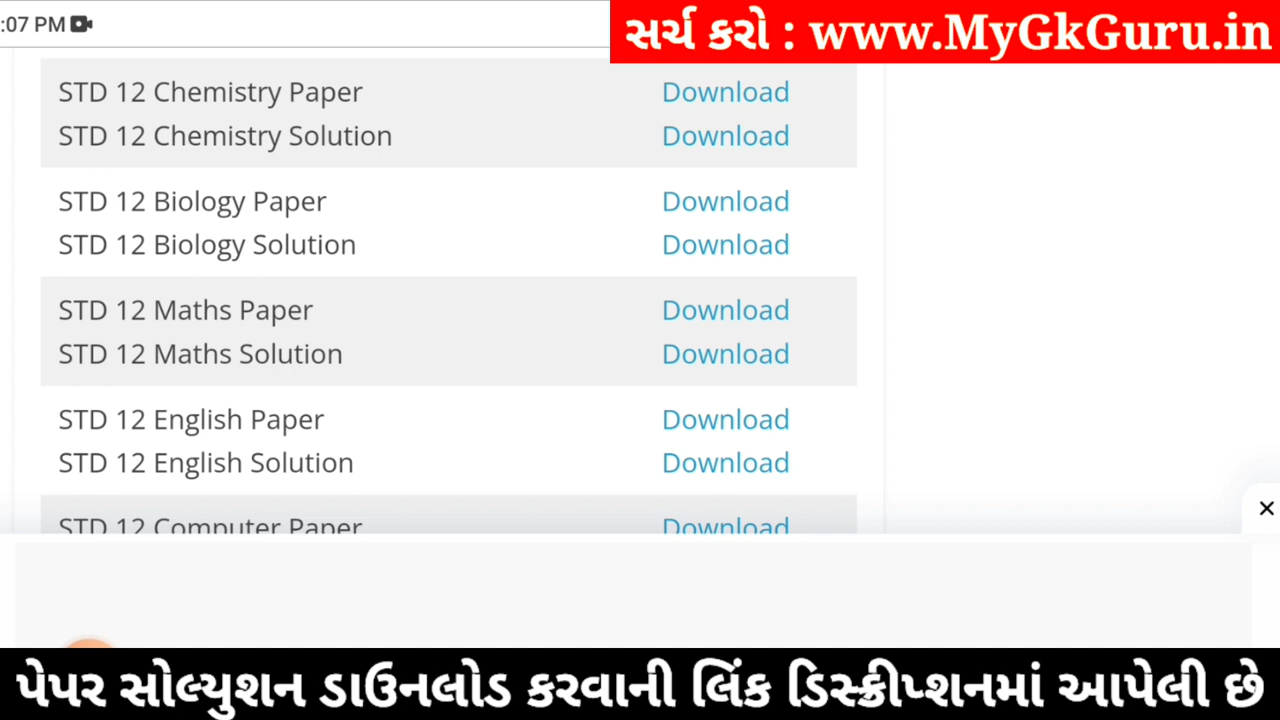 :07 PM
સર્ચ કરો : www.MyGkGuru.in
STD 12 Chemistry Paper Download
STD 12 Chemistry Solution Download
STD 12 Biology Paper Download
STD 12 Biology Solution Download
STD 12 Maths Paper Download
STD 12 Maths Solution Download
STD 12 English Paper Download
STD 12 English Solution Download
STD 12 Computer Paper Download
પેપર સોલ્યુશન ડાઉનલોડ કરવાની લિંક ડિસ્ક્રીપ્શનમાં આપેલી છે